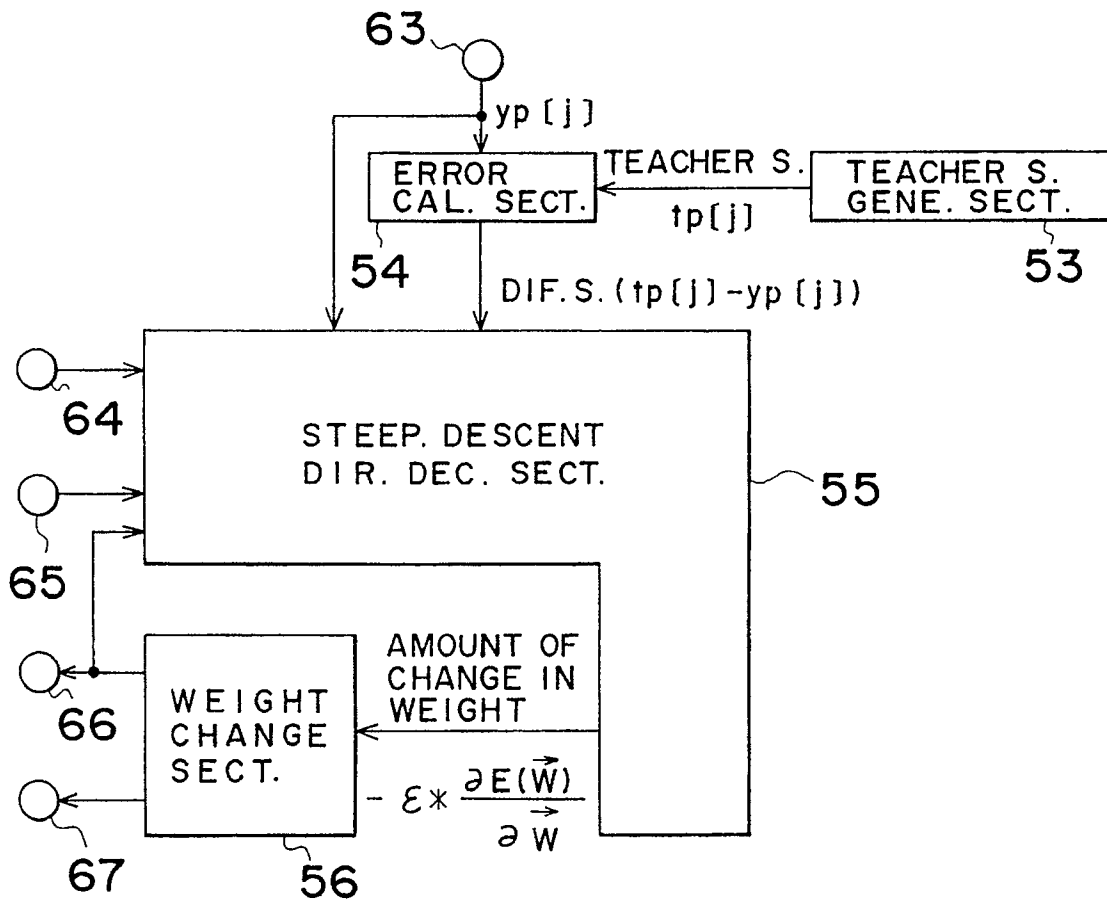 63
yp [j]
ERROR
CAL. SECT.
54
TEACHER S.
tp[j]
TEACHER S.
GENE. SECT.
53
DIF. S. (tp[j]-yp[j])
64
STEEP. DESCENT
DIR. DEC. SECT.
55
65
66
WEIGHT
CHANGE
SECT.
56
AMOUNT OF
CHANGE IN
WEIGHT
- ε* ∂E(W⃗)
∂ W⃗
67